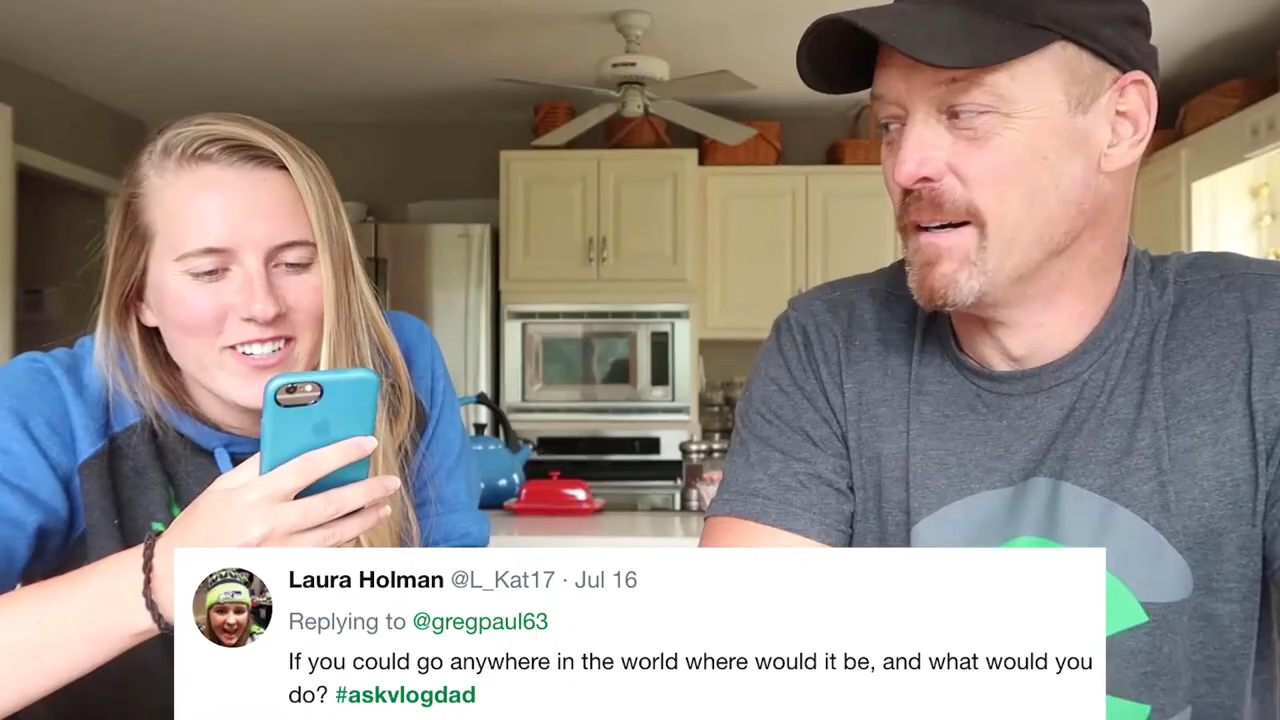 Laura Holman @L_Kat17 · Jul 16
Replying to @gregpaul63
If you could go anywhere in the world where would it be, and what would you
do? #askvlogdad